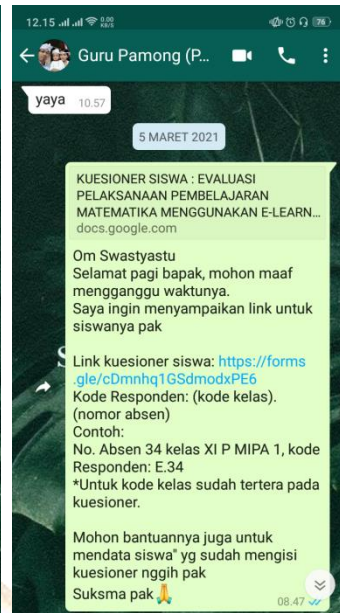 12.15
0.00
KB/S
76
Guru Pamong (P...
yaya 10.57
5 MARET 2021
KUESIONER SISWA : EVALUASI
PELAKSANAAN PEMBELAJARAN
MATEMATIKA MENGGUNAKAN E-LEARN...
docs.google.com
Om Swastyastu
Selamat pagi bapak, mohon maaf
mengganggu waktunya.
Saya ingin menyampaikan link untuk
siswanya pak
Link kuesioner siswa: https://forms
.gle/cDmnhq1GSdmodxPE6
Kode Responden: (kode kelas).
(nomor absen)
Contoh:
No. Absen 34 kelas XI P MIPA 1, kode
Responden: E.34
*Untuk kode kelas sudah tertera pada
kuesioner.
Mohon bantuannya juga untuk
mendata siswa" yg sudah mengisi
kuesioner nggih pak
Suksma pak🙏
08.47